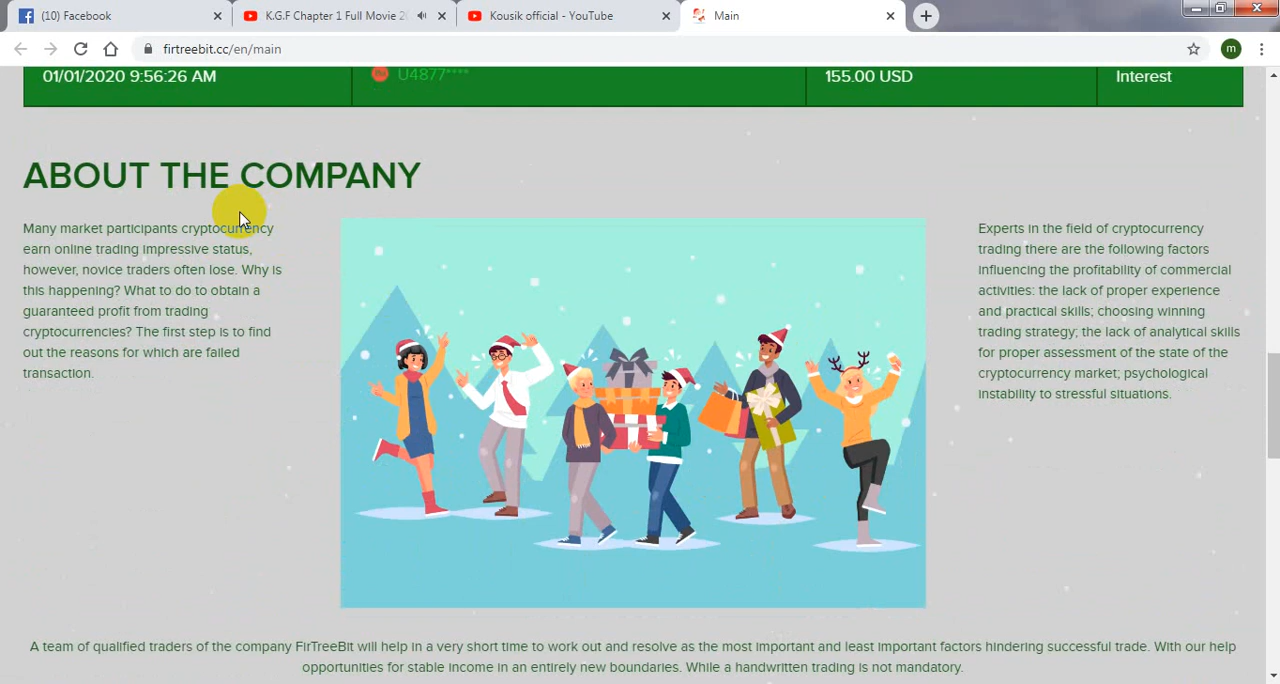 (10) Facebook
K.G.F Chapter 1 Full Movie 2
Kousik official - YouTube
Main
firtreebit.cc/en/main
m
01/01/2020 9:56:26 AM
U4877****
155.00 USD
Interest
ABOUT THE COMPANY
Many market participants cryptocurrency
earn online trading impressive status,
however, novice traders often lose. Why is
this happening? What to do to obtain a
guaranteed profit from trading
cryptocurrencies? The first step is to find
out the reasons for which are failed
transaction.
Experts in the field of cryptocurrency
trading there are the following factors
influencing the profitability of commercial
activities: the lack of proper experience
and practical skills; choosing winning
trading strategy; the lack of analytical skills
for proper assessment of the state of the
cryptocurrency market; psychological
instability to stressful situations.
A team of qualified traders of the company FirTreeBit will help in a very short time to work out and resolve as the most important and least important factors hindering successful trade. With our help
opportunities for stable income in an entirely new boundaries. While a handwritten trading is not mandatory.